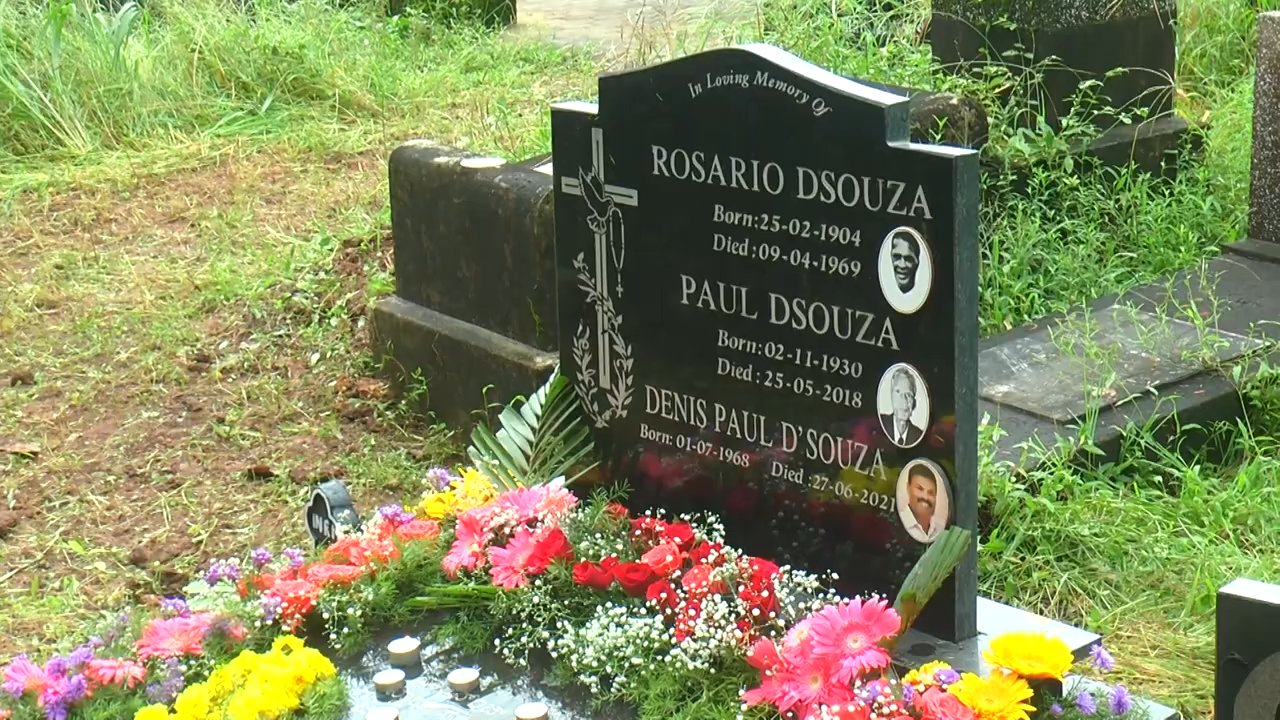 In Loving Memory Of
ROSARIO DSOUZA
Born:25-02-1904
Died:09-04-1969
PAUL DSOUZA
Born:02-11-1930
Died:25-05-2018
DENIS PAUL D'SOUZA
Born: 01-07-1968 Died:27-06-2021